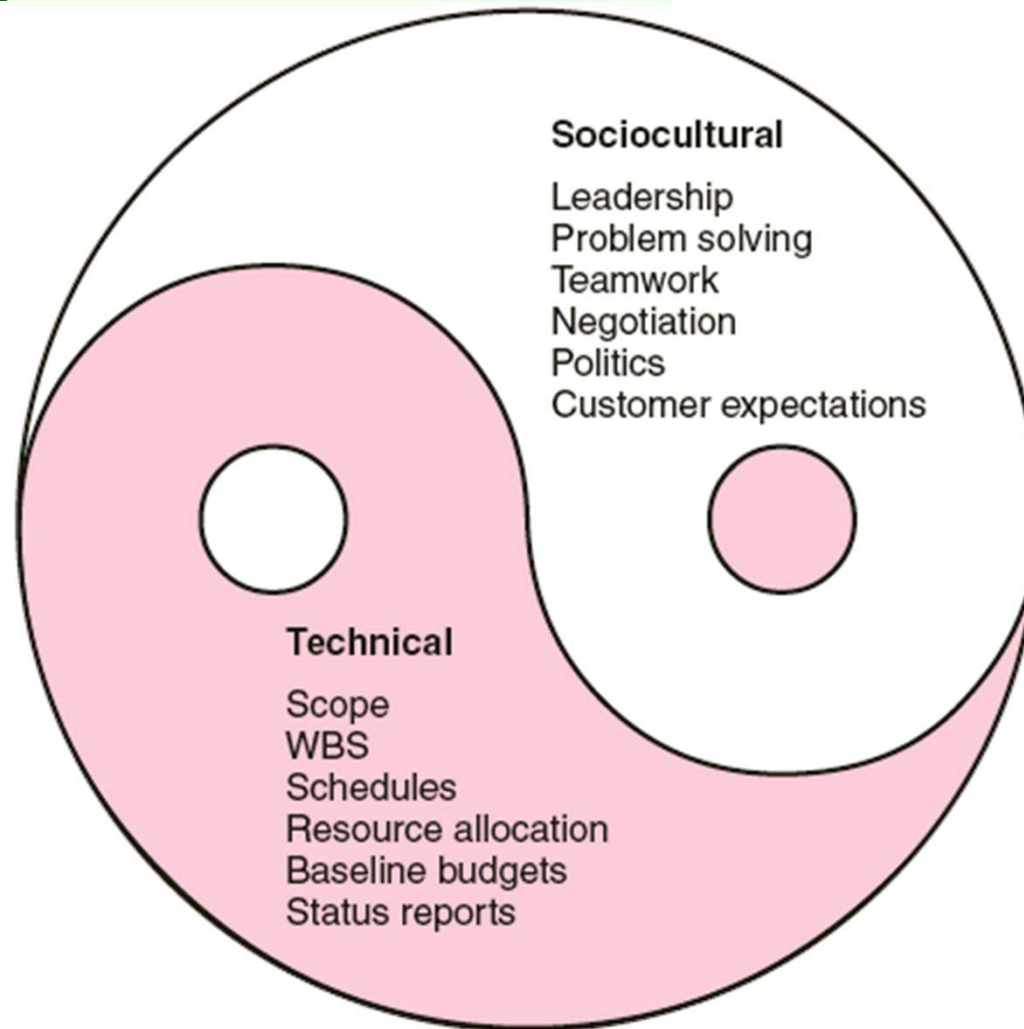 Sociocultural
Leadership
Problem solving
Teamwork
Negotiation
Politics
Customer expectations
Technical
Scope
WBS
Schedules
Resource allocation
Baseline budgets
Status reports